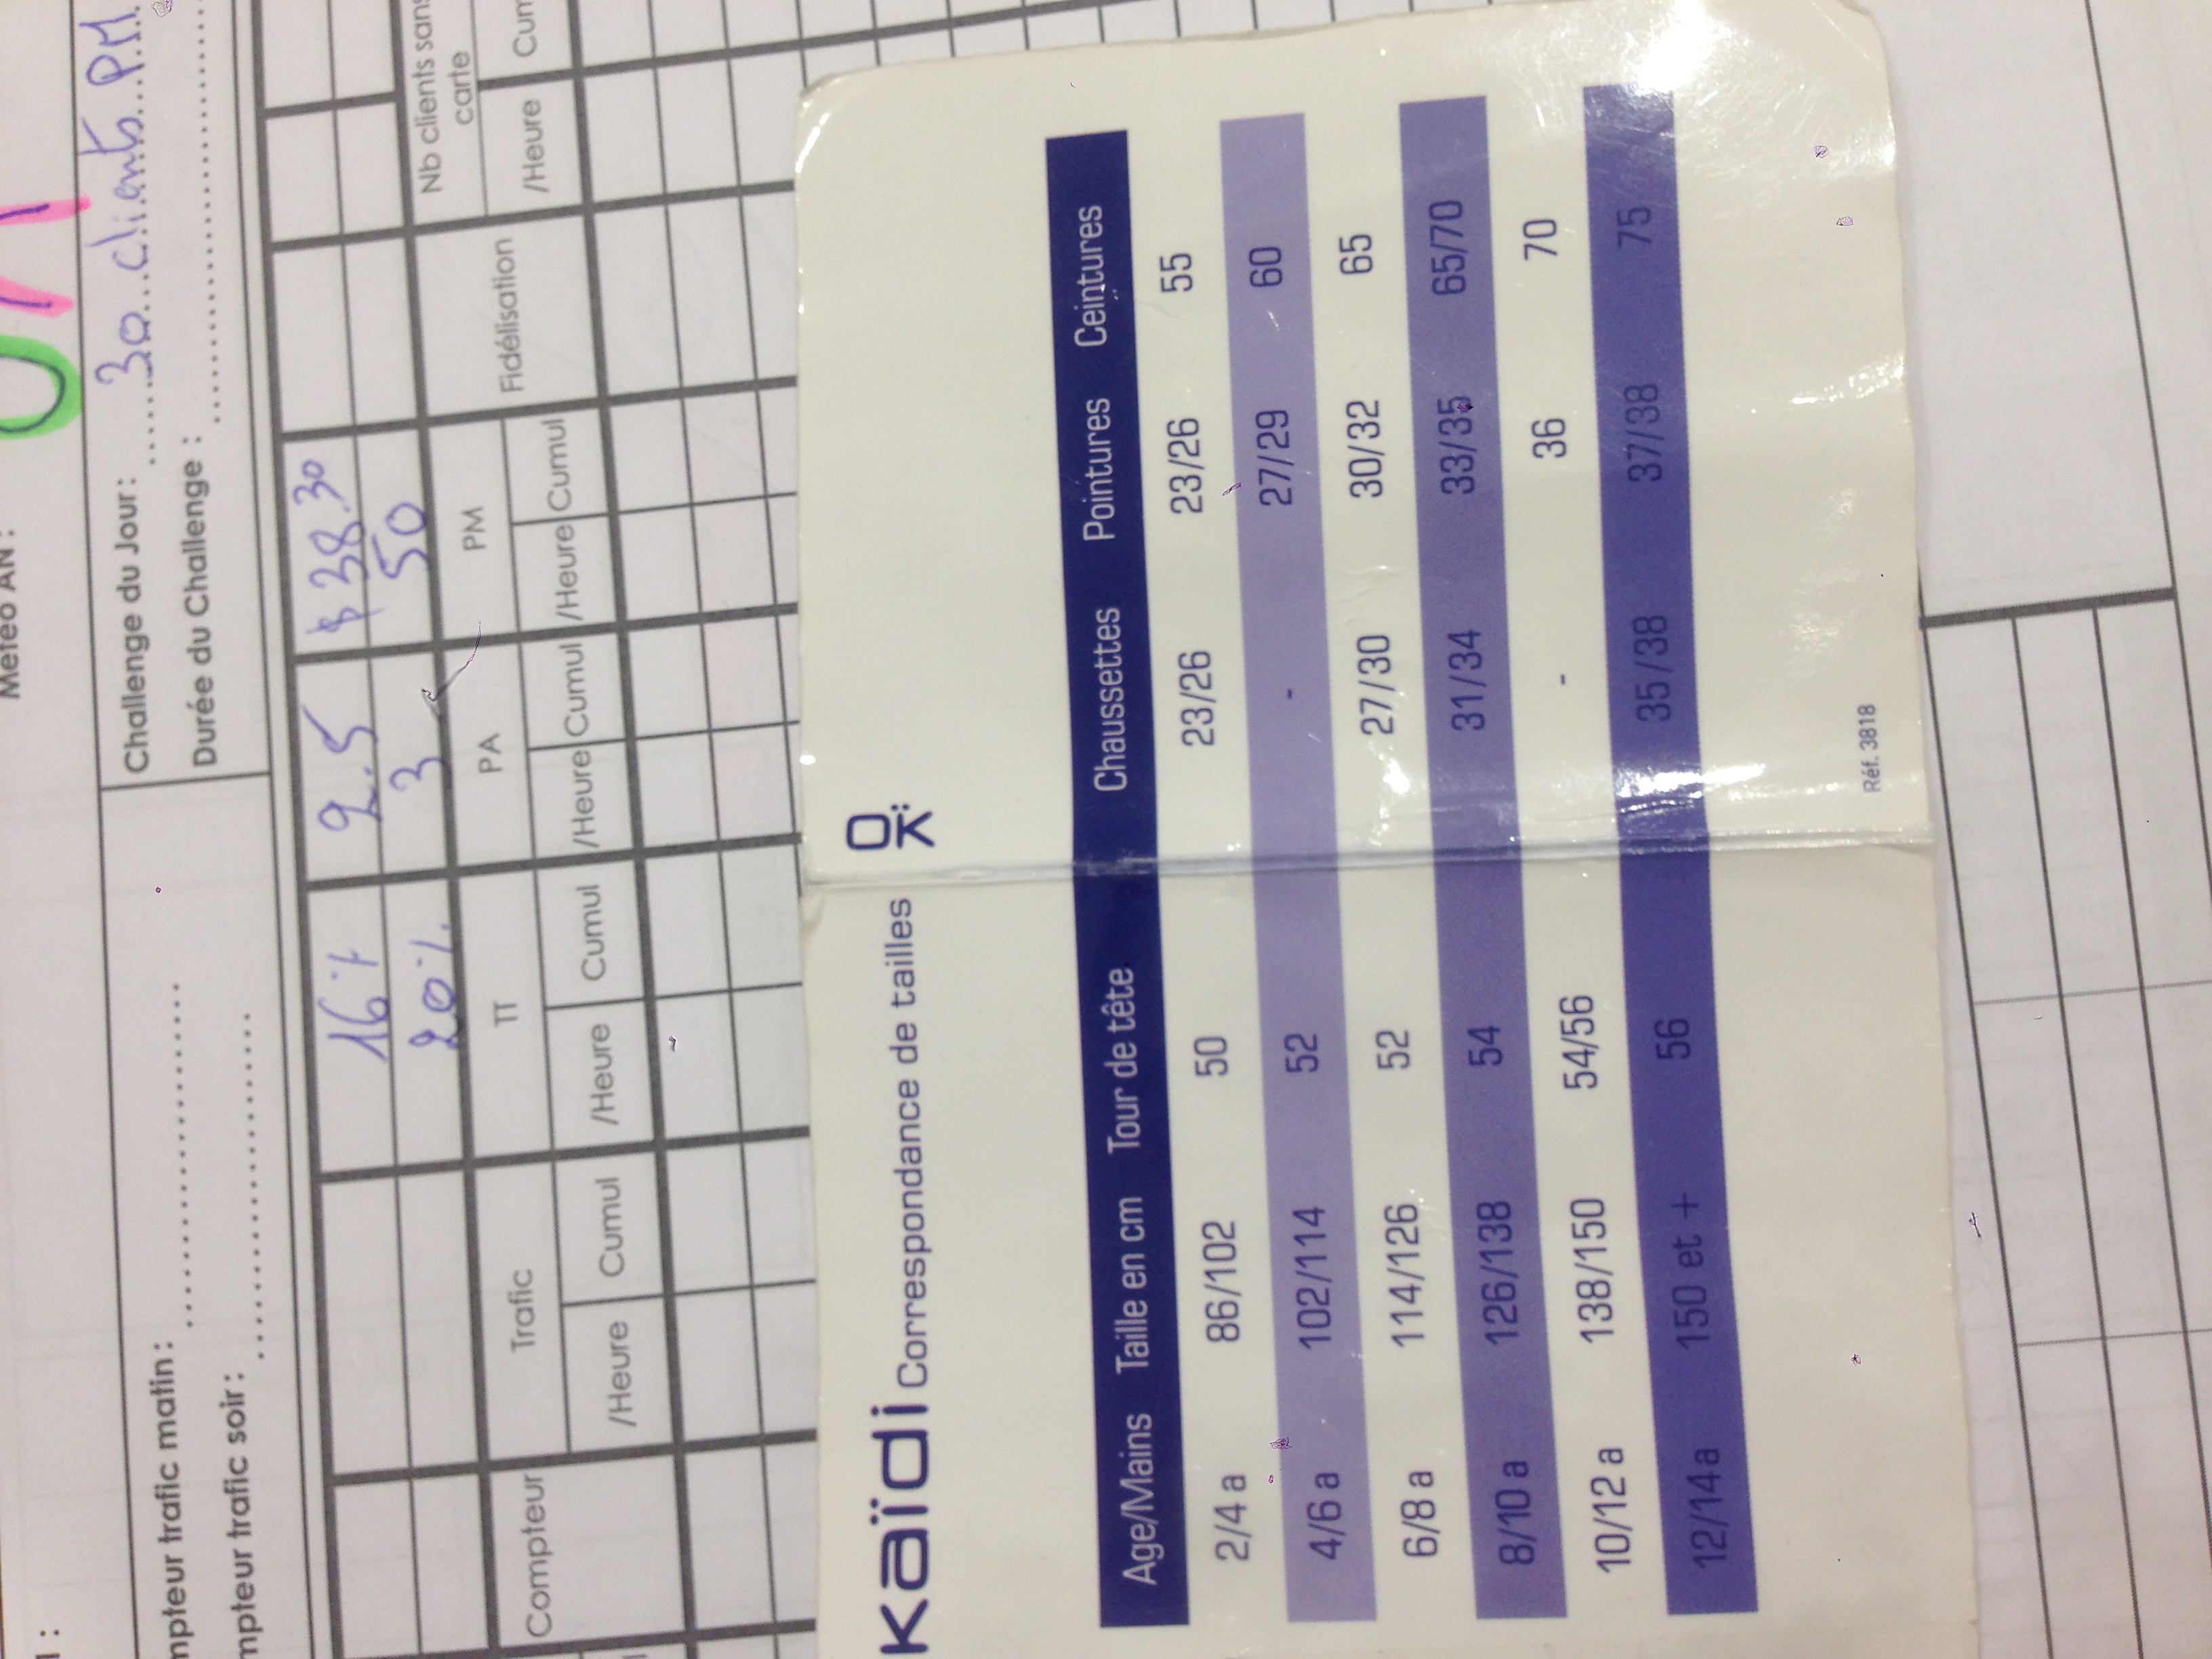 Météo AN :
Challenge du Jour : 30 clients PM
trafic matin :
Durée du Challenge :
trafic soir :
16% 2.5 $38.30
20% 3 50
Compteur Trafic TT PA PM Fidélisation Nb clients sans carte
/Heure Cumul /Heure Cumul /Heure Cumul /Heure Cumul /Heure
kaïdi Correspondance de tailles
OK
Age/Mains Taille en cm Tour de tête Chaussettes Pointures Ceintures
2/4 a 86/102 50 23/26 23/26 55
4/6 a 102/114 52 - 27/29 60
6/8 a 114/126 52 27/30 30/32 65
8/10 a 126/138 54 31/34 33/35 65/70
10/12 a 138/150 54/56 - 36 70
12/14 a 150 et + 56 35/38 37/38 75
Réf. 3818